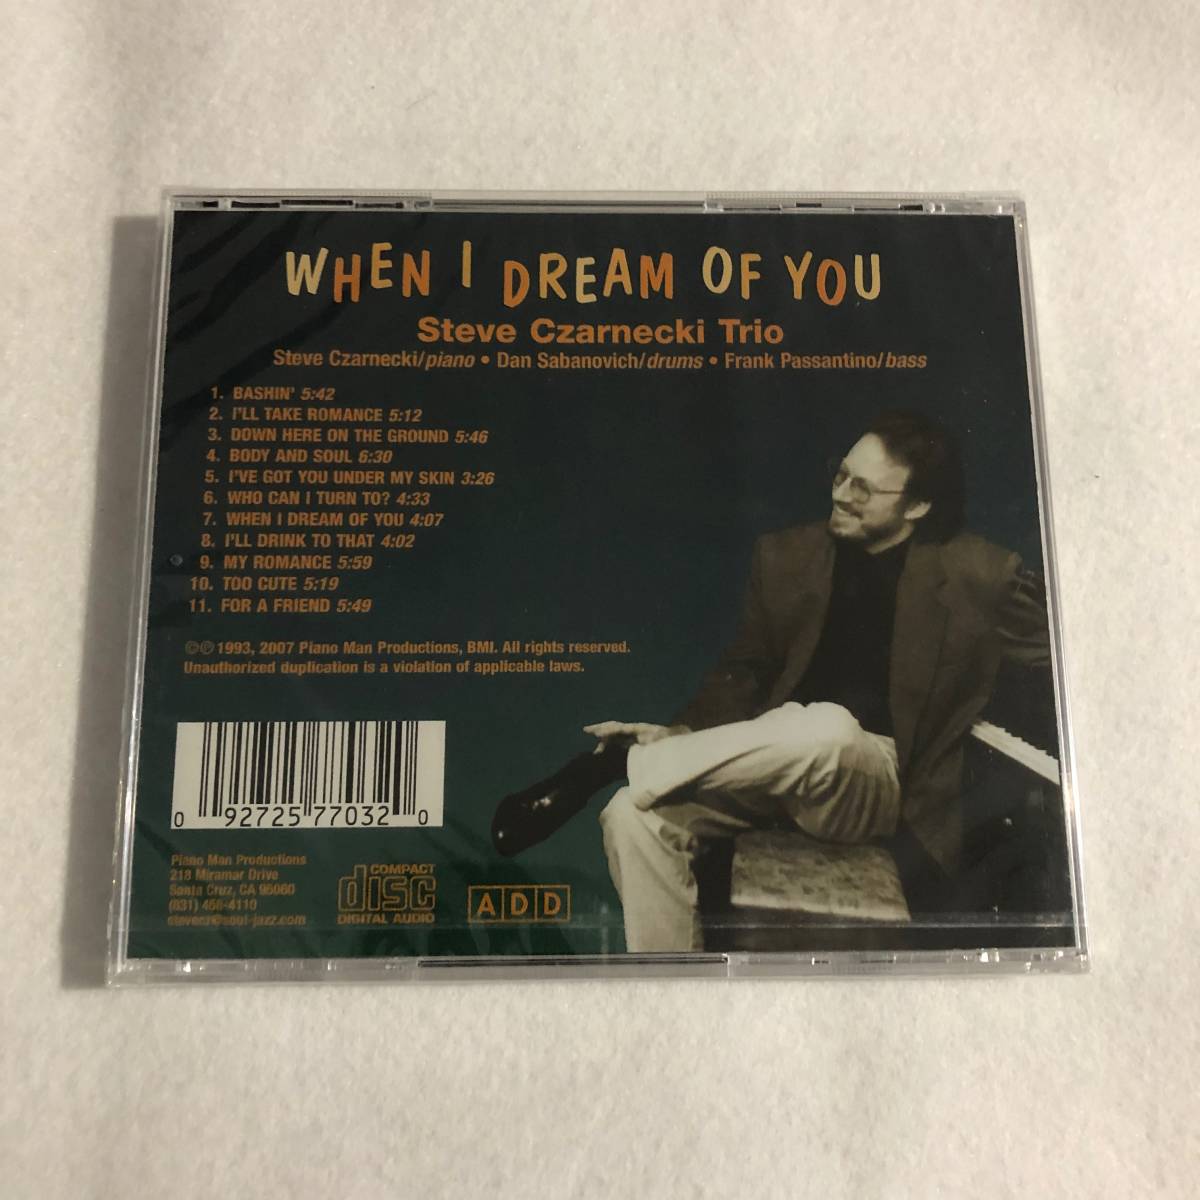 WHEN I DREAM OF YOU
Steve Czarnecki Trio
Steve Czarnecki/piano • Dan Sabanovich/drums • Frank Passantino/bass
1. BASHIN' 5:42
2. I'LL TAKE ROMANCE 5:12
3. DOWN HERE ON THE GROUND 5:46
4. BODY AND SOUL 6:30
5. I'VE GOT YOU UNDER MY SKIN 3:26
6. WHO CAN I TURN TO? 4:33
7. WHEN I DREAM OF YOU 4:07
8. I'LL DRINK TO THAT 4:02
9. MY ROMANCE 5:59
10. TOO CUTE 5:19
11. FOR A FRIEND 5:49
©℗ 1993, 2007 Piano Man Productions, BMI. All rights reserved.
Unauthorized duplication is a violation of applicable laws.
0 92725 77032 0
Piano Man Productions
218 Miramar Drive
Santa Cruz, CA 95060
(831) 458-4110
@soul-jazz.com
COMPACT
disc
DIGITAL AUDIO
ADD